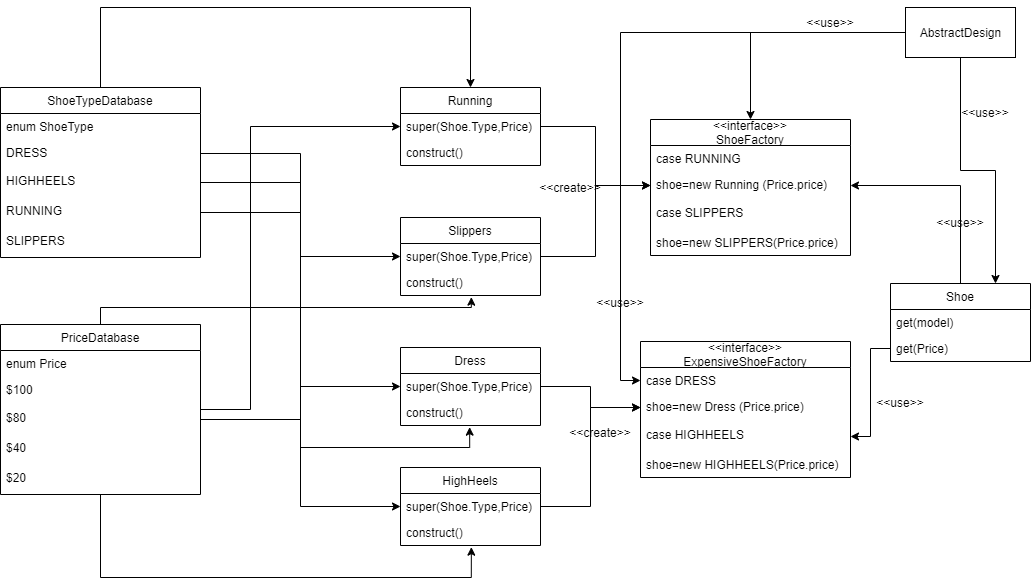 <<use>>
AbstractDesign
ShoeTypeDatabase
enum ShoeType
DRESS
HIGHHEELS
RUNNING
SLIPPERS
Running
super(Shoe.Type,Price)
construct()
<<create>>
<<interface>>
ShoeFactory
case RUNNING
shoe=new Running (Price.price)
case SLIPPERS
shoe=new SLIPPERS(Price.price)
<<use>>
<<use>>
Slippers
super(Shoe.Type,Price)
construct()
<<use>>
Shoe
get(model)
get(Price)
PriceDatabase
enum Price
$100
$80
$40
$20
Dress
super(Shoe.Type,Price)
construct()
<<create>>
<<interface>>
ExpensiveShoeFactory
case DRESS
shoe=new Dress (Price.price)
case HIGHHEELS
shoe=new HIGHHEELS(Price.price)
<<use>>
HighHeels
super(Shoe.Type,Price)
construct()